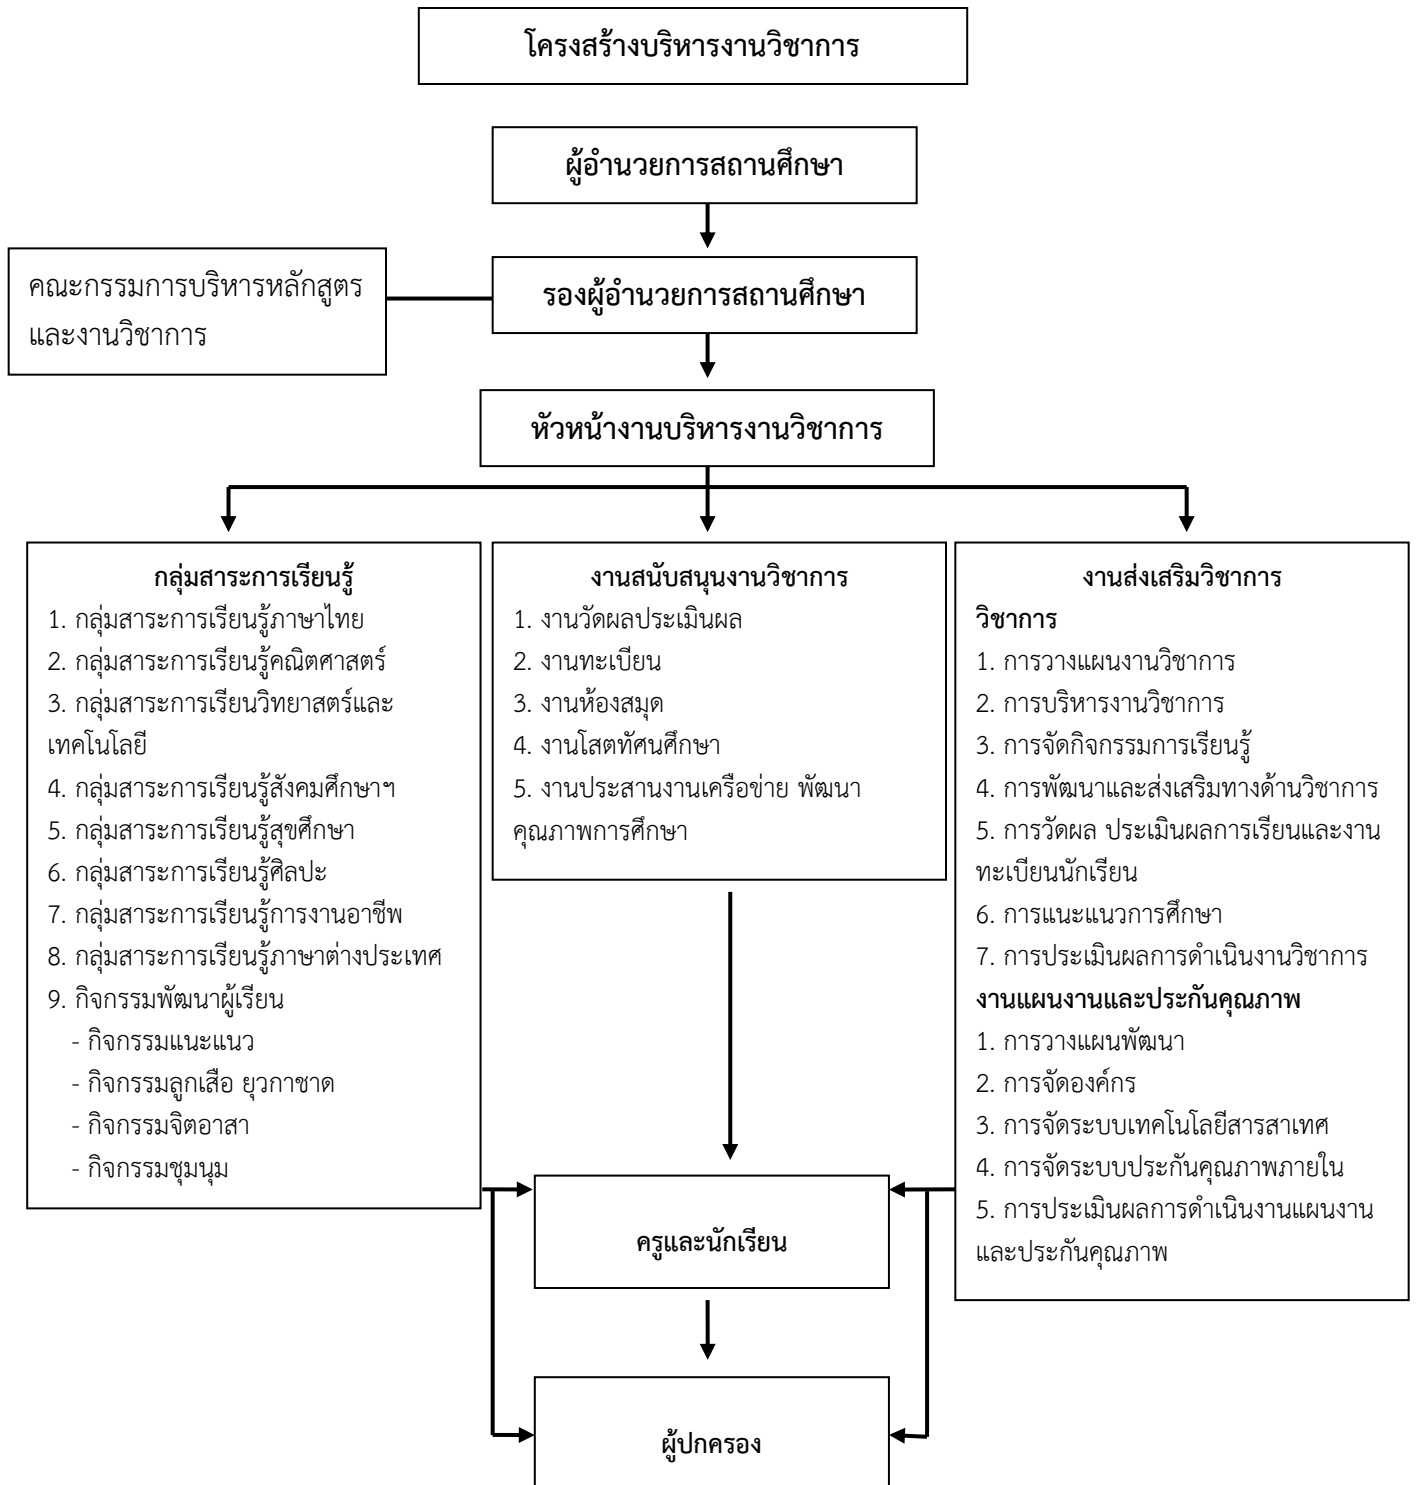 โครงสร้างบริหารงานวิชาการ
ผู้อำนวยการสถานศึกษา
คณะกรรมการบริหารหลักสูตร
และงานวิชาการ
รองผู้อำนวยการสถานศึกษา
หัวหน้างานบริหารงานวิชาการ
กลุ่มสาระการเรียนรู้
1. กลุ่มสาระการเรียนรู้ภาษาไทย
2. กลุ่มสาระการเรียนรู้คณิตศาสตร์
3. กลุ่มสาระการเรียนวิทยาสตร์และ
เทคโนโลยี
4. กลุ่มสาระการเรียนรู้สังคมศึกษาฯ
5. กลุ่มสาระการเรียนรู้สุขศึกษา
6. กลุ่มสาระการเรียนรู้ศิลปะ
7. กลุ่มสาระการเรียนรู้การงานอาชีพ
8. กลุ่มสาระการเรียนรู้ภาษาต่างประเทศ
9. กิจกรรมพัฒนาผู้เรียน
- กิจกรรมแนะแนว
- กิจกรรมลูกเสือ ยุวกาชาด
- กิจกรรมจิตอาสา
- กิจกรรมชุมนุม
งานสนับสนุนงานวิชาการ
1. งานวัดผลประเมินผล
2. งานทะเบียน
3. งานห้องสมุด
4. งานโสตทัศนศึกษา
5. งานประสานงานเครือข่าย พัฒนา
คุณภาพการศึกษา
งานส่งเสริมวิชาการ
วิชาการ
1. การวางแผนงานวิชาการ
2. การบริหารงานวิชาการ
3. การจัดกิจกรรมการเรียนรู้
4. การพัฒนาและส่งเสริมทางด้านวิชาการ
5. การวัดผล ประเมินผลการเรียนและงาน
ทะเบียนนักเรียน
6. การแนะแนวการศึกษา
7. การประเมินผลการดำเนินงานวิชาการ
งานแผนงานและประกันคุณภาพ
1. การวางแผนพัฒนา
2. การจัดองค์กร
3. การจัดระบบเทคโนโลยีสารสาเทศ
4. การจัดระบบประกันคุณภาพภายใน
5. การประเมินผลการดำเนินงานแผนงาน
และประกันคุณภาพ
ครูและนักเรียน
ผู้ปกครอง